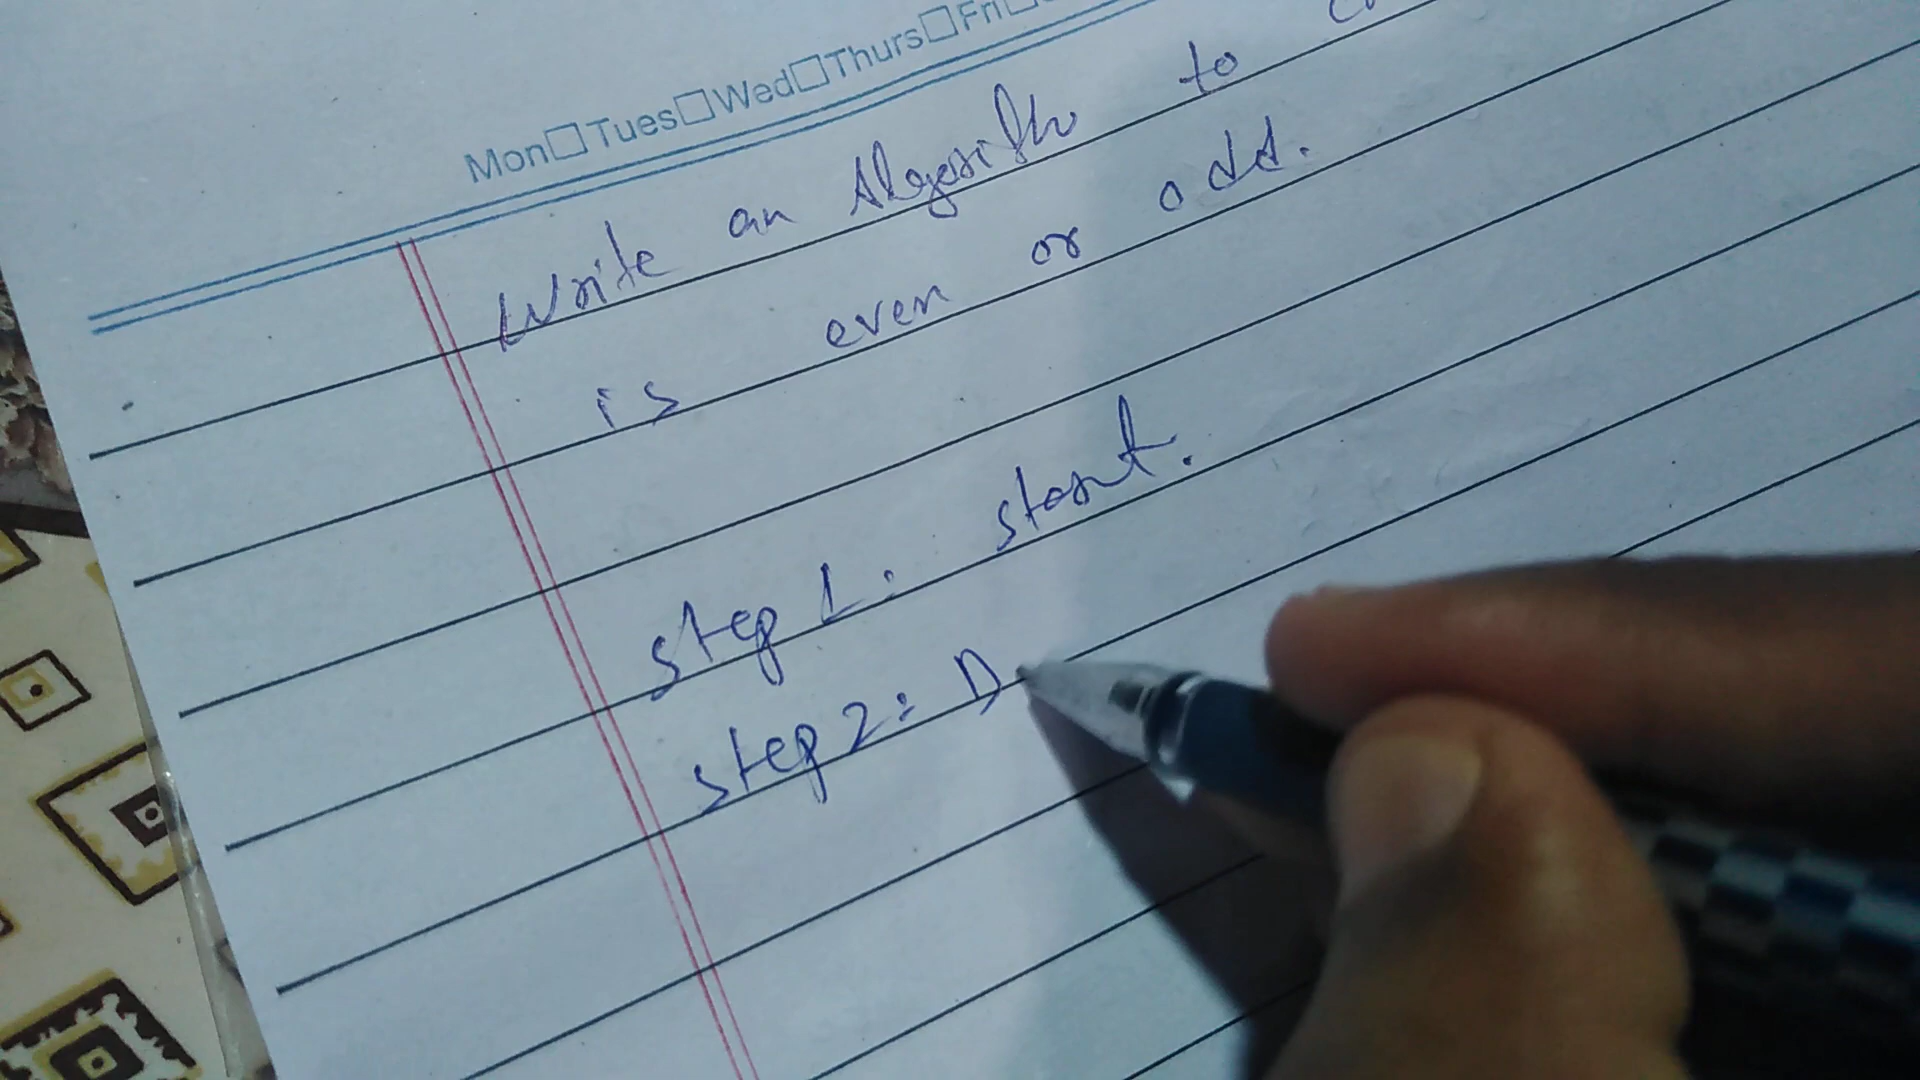 Mon☐Tues☐Wed☐Thurs☐Fri☐
Write an Algorithm to
is even or odd.
step 1: start.
step 2: D